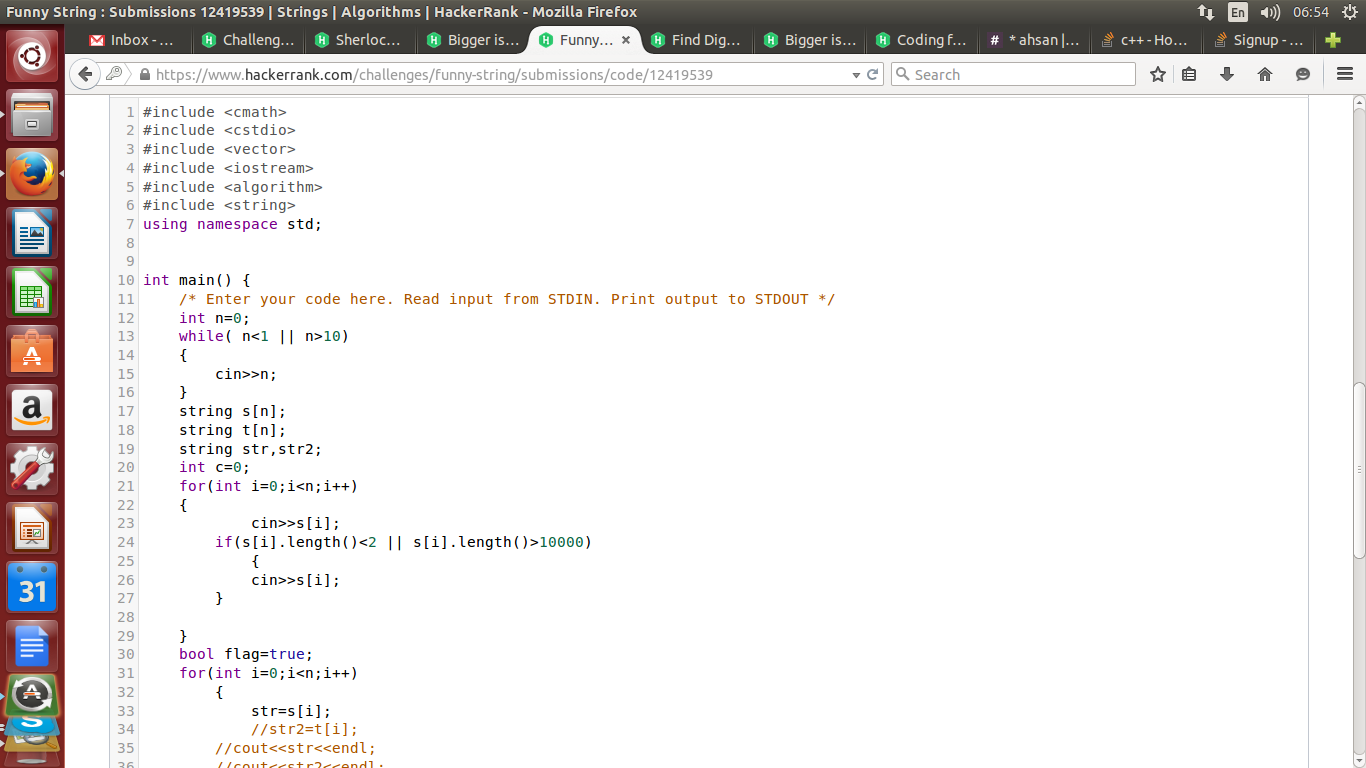 Funny String : Submissions 12419539 | Strings | Algorithms | HackerRank - Mozilla Firefox
En 06:54
Inbox - ...
Challeng...
Sherloc...
Bigger is...
Funny...
Find Dig...
Bigger is...
Coding f...
* ahsan |...
c++ - Ho...
Signup - ...
https://www.hackerrank.com/challenges/funny-string/submissions/code/12419539
Search
1 #include <cmath>
2 #include <cstdio>
3 #include <vector>
4 #include <iostream>
5 #include <algorithm>
6 #include <string>
7 using namespace std;
8
9
10 int main() {
11     /* Enter your code here. Read input from STDIN. Print output to STDOUT */
12     int n=0;
13     while( n<1 || n>10)
14     {
15         cin>>n;
16     }
17     string s[n];
18     string t[n];
19     string str,str2;
20     int c=0;
21     for(int i=0;i<n;i++)
22     {
23             cin>>s[i];
24         if(s[i].length()<2 || s[i].length()>10000)
25             {
26             cin>>s[i];
27         }
28
29     }
30     bool flag=true;
31     for(int i=0;i<n;i++)
32         {
33             str=s[i];
34             //str2=t[i];
35         //cout<<str<<endl;
36         //cout<<str2<<endl;
a
31